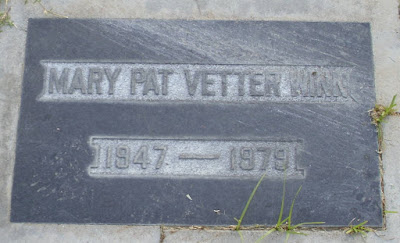 MARY PAT VETTER WINN
1947 — 1979